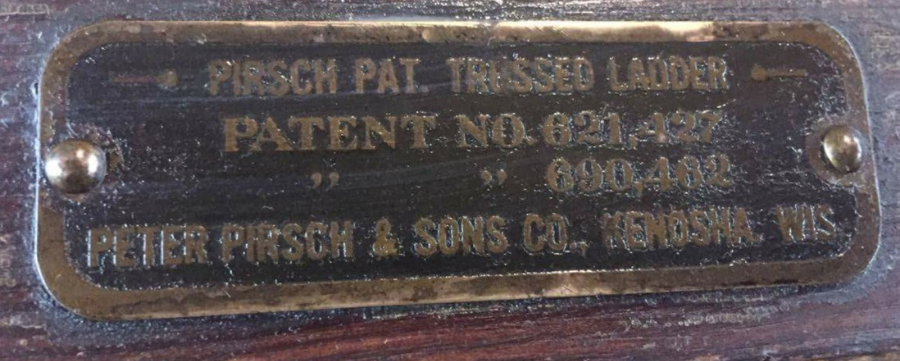 PIRSCH PAT. TRUSSED LADDER
PATENT NO. 621,427
„ „ 690,462
PETER PIRSCH & SONS CO., KENOSHA, WIS.